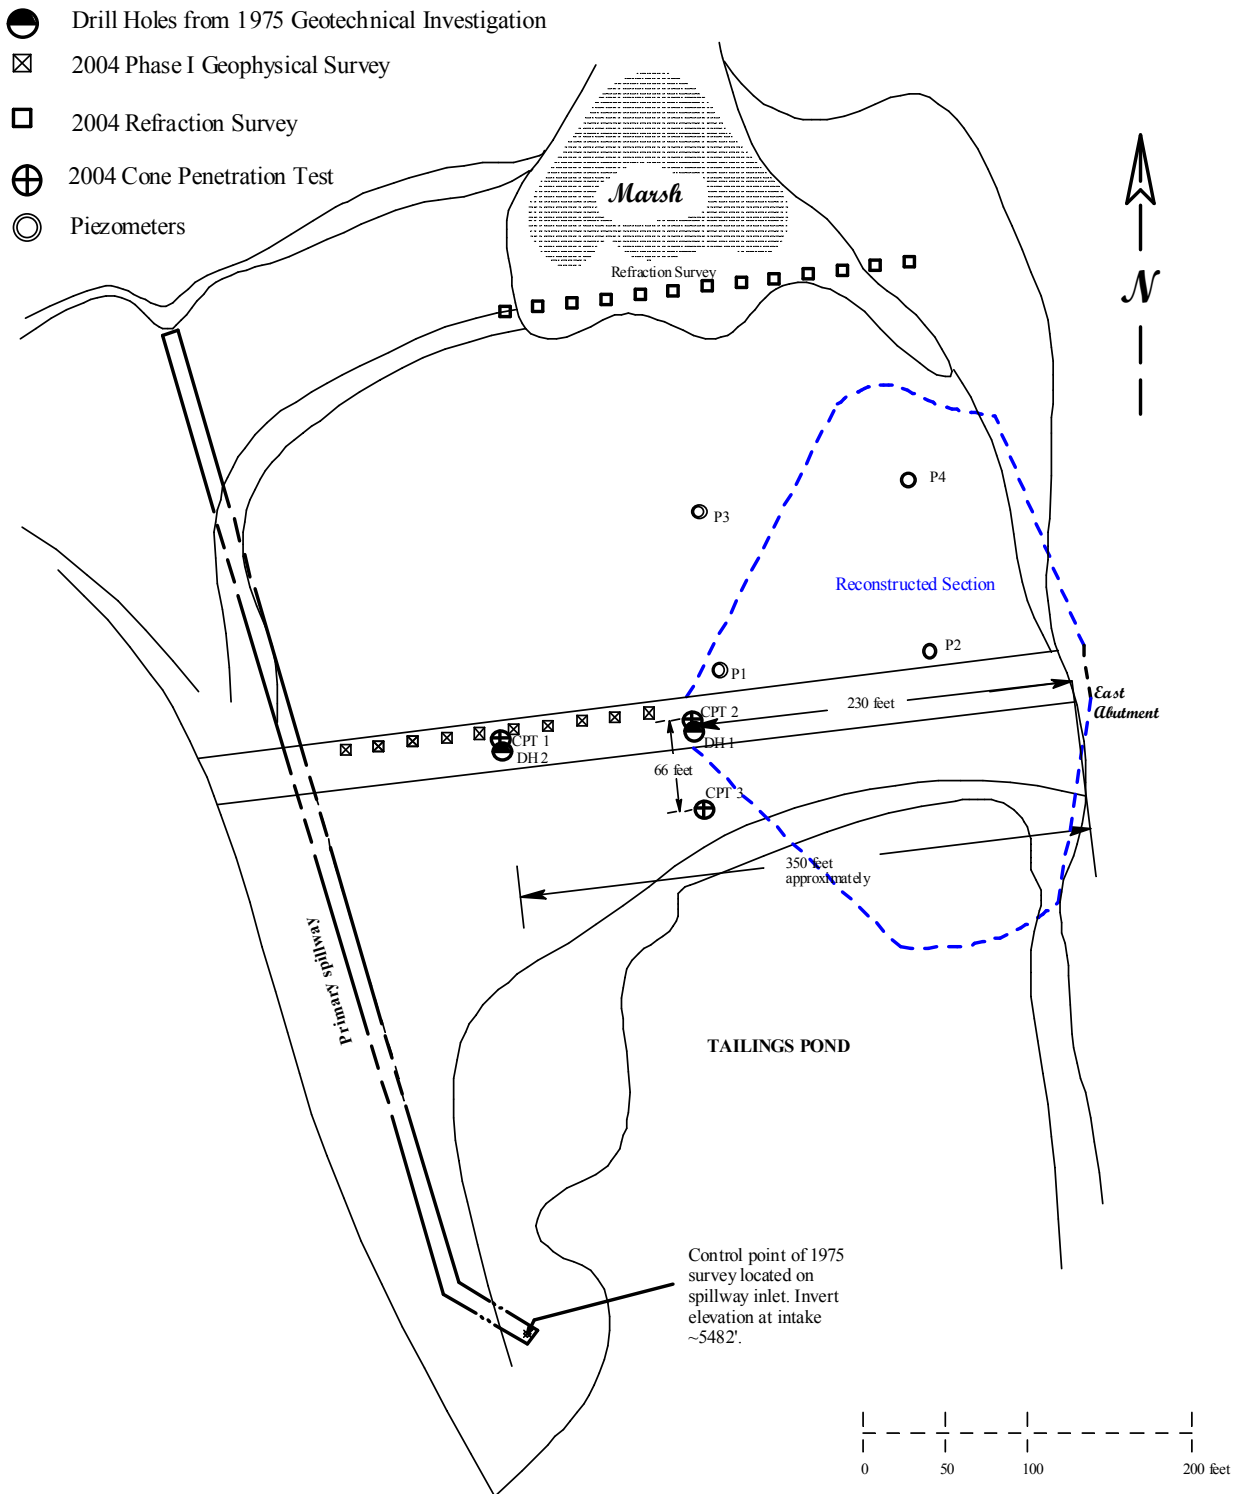 Drill Holes from 1975 Geotechnical Investigation
2004 Phase I Geophysical Survey
2004 Refraction Survey
2004 Cone Penetration Test
Piezometers
Marsh
Refraction Survey
N
P4
P3
Reconstructed Section
P2
P1
East
Abutment
230 feet
CPT 2
CPT 1
DH 1
DH 2
66 feet
CPT 3
350 feet
approximately
Primary spillway
TAILINGS POND
Control point of 1975
survey located on
spillway inlet. Invert
elevation at intake
~5482'.
0 50 100 200 feet